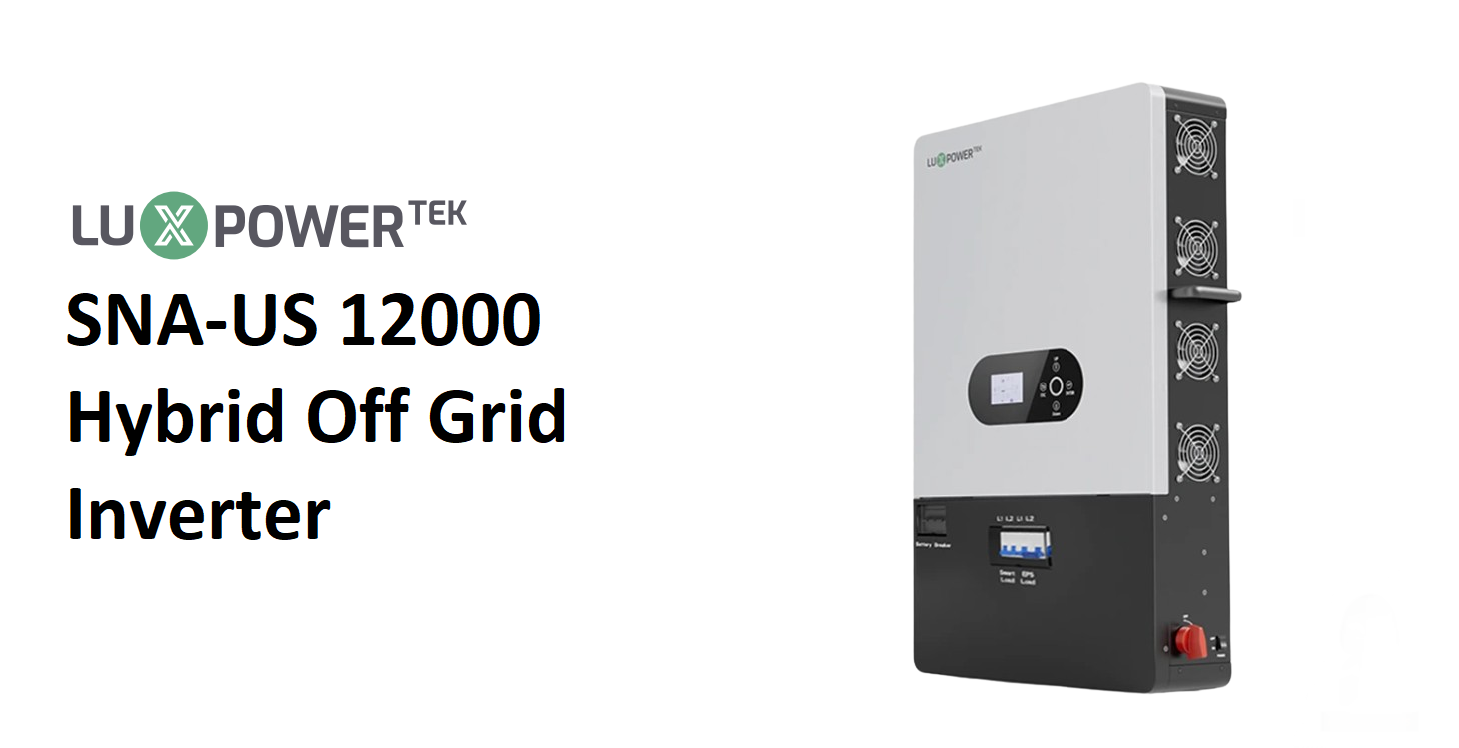 LUXPOWERTEK
SNA-US 12000
Hybrid Off Grid
Inverter
LUXPOWERTEK
L1 L2 L1 L2
Battery Breaker
Smart EPS
Load Load